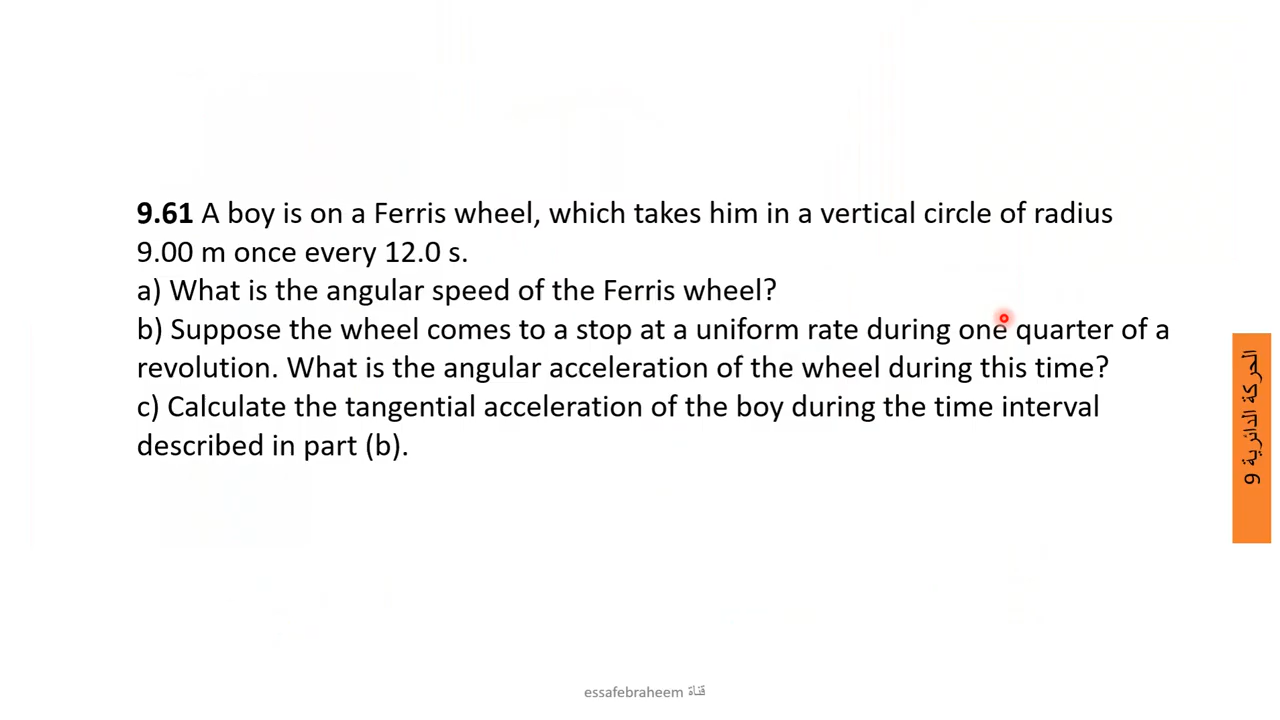 9.61 A boy is on a Ferris wheel, which takes him in a vertical circle of radius
9.00 m once every 12.0 s.
a) What is the angular speed of the Ferris wheel?
b) Suppose the wheel comes to a stop at a uniform rate during one quarter of a
revolution. What is the angular acceleration of the wheel during this time?
c) Calculate the tangential acceleration of the boy during the time interval
described in part (b).
الحركة الدائرية 9
قناة essafebraheem